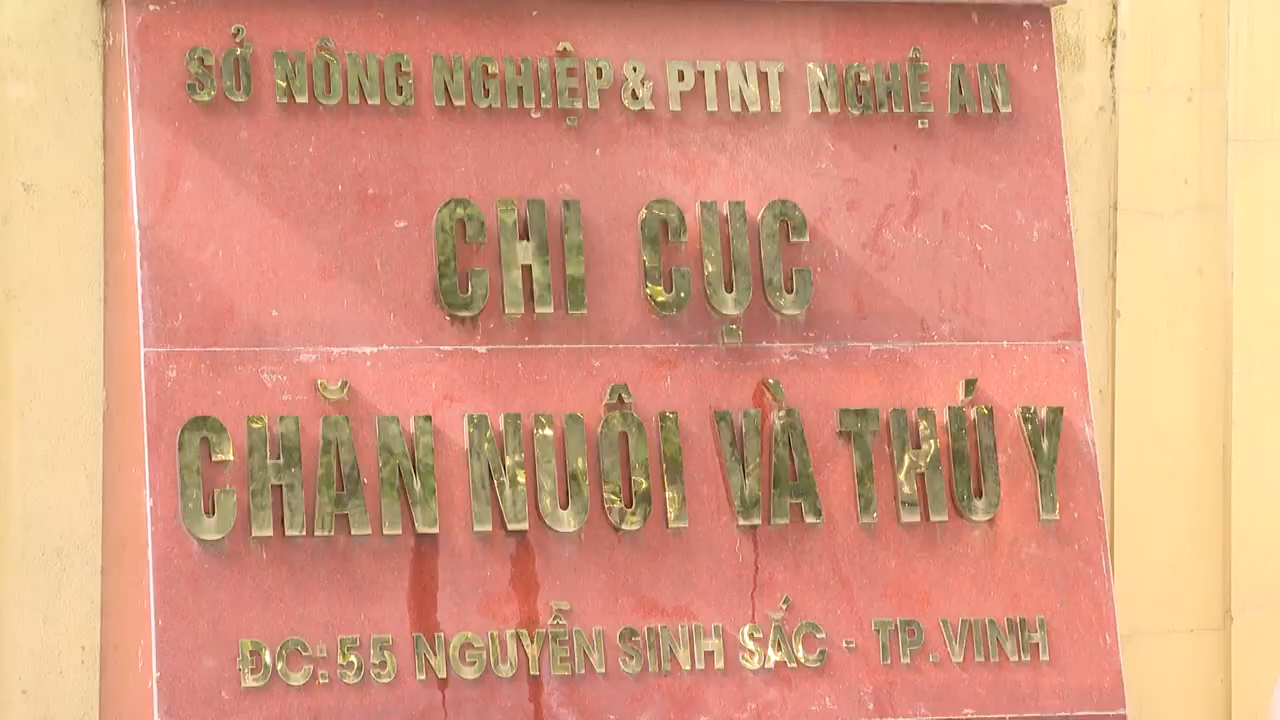 SỞ NÔNG NGHIỆP & PTNT NGHỆ AN
CHI CỤC
CHĂN NUÔI VÀ THÚ Y
ĐC: 55 NGUYỄN SINH SẮC - TP. VINH